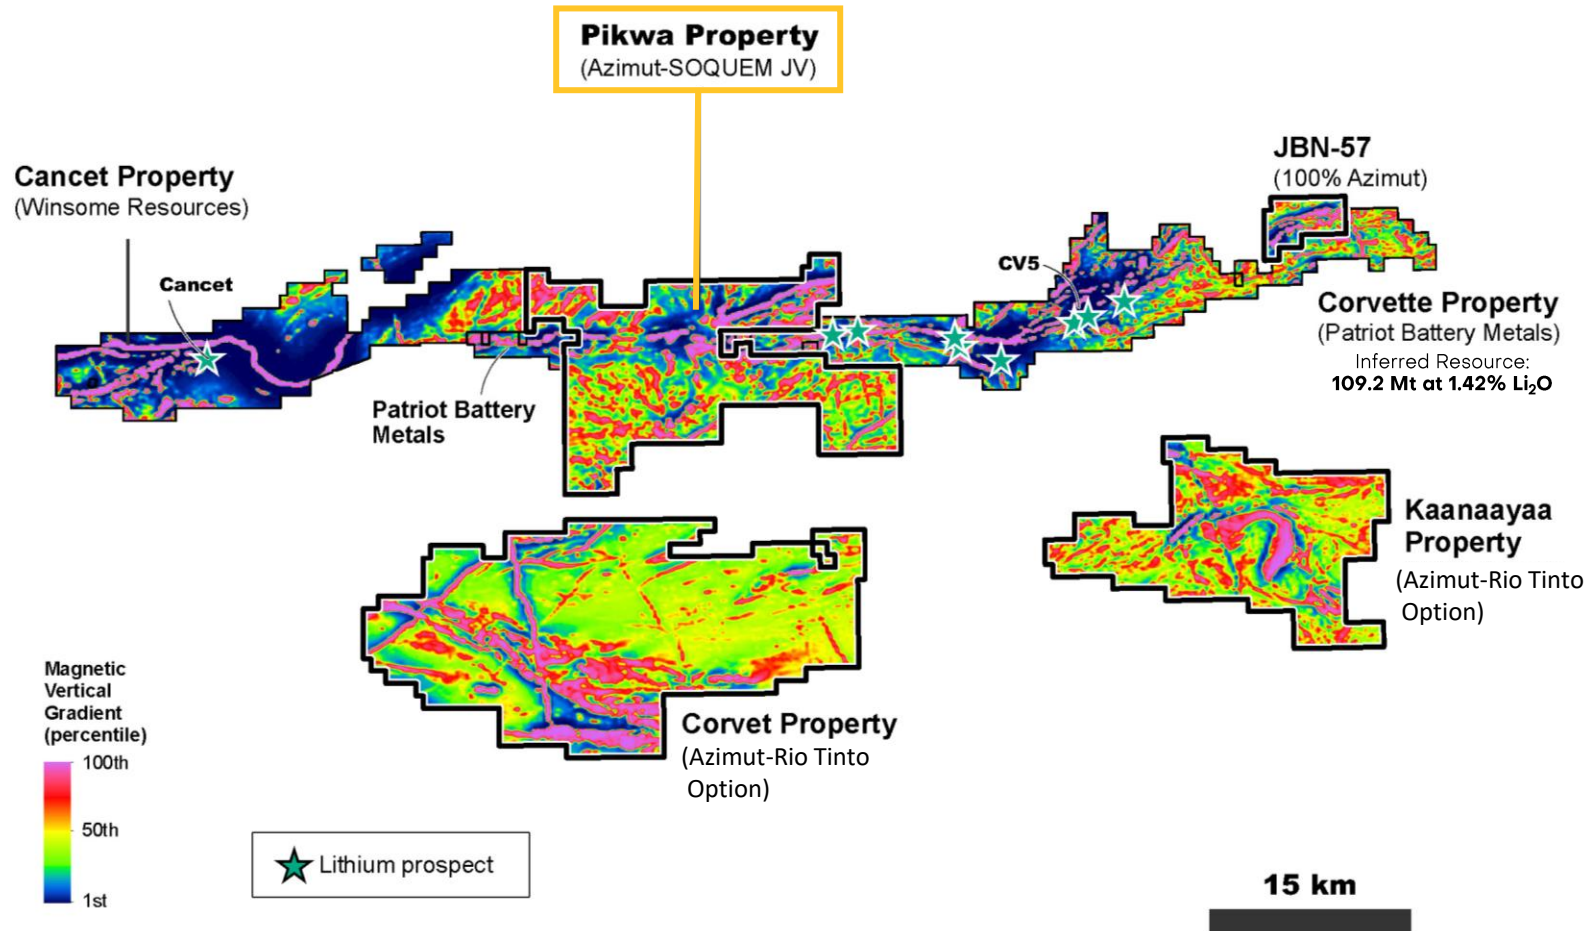 Pikwa Property
(Azimut-SOQUEM JV)
JBN-57
(100% Azimut)
Cancet Property
(Winsome Resources)
Cancet
CV5
Corvette Property
(Patriot Battery Metals)
Inferred Resource:
109.2 Mt at 1.42% Li₂O
Patriot Battery
Metals
Kaanaayaa
Property
(Azimut-Rio Tinto
Option)
Corvet Property
(Azimut-Rio Tinto
Option)
Magnetic
Vertical
Gradient
(percentile)
100th
50th
1st
Lithium prospect
15 km